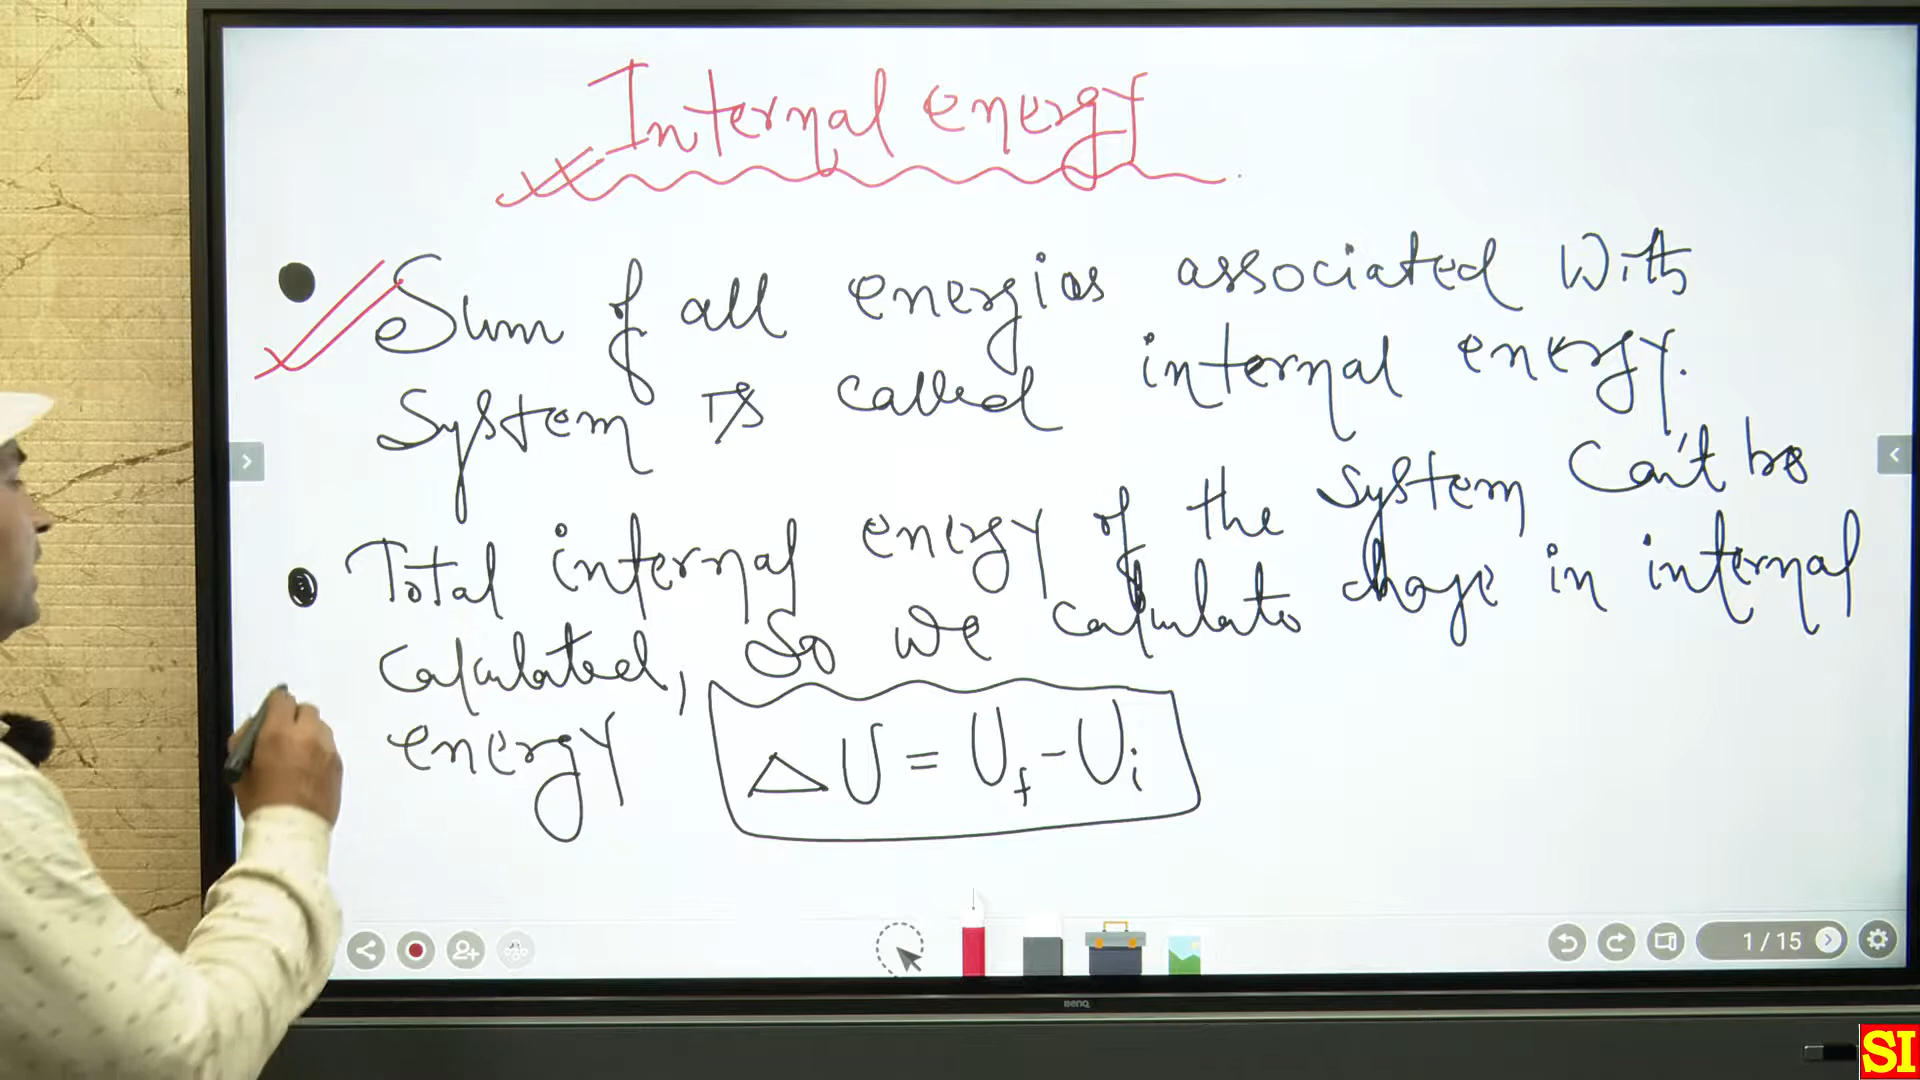 Internal energy
Sum of all energies associated with
System is called internal energy.
Total internal energy of the system can't be
calculated, So we calculate change in internal
energy ΔU = Uf - Ui
1 / 15
BenQ
SI